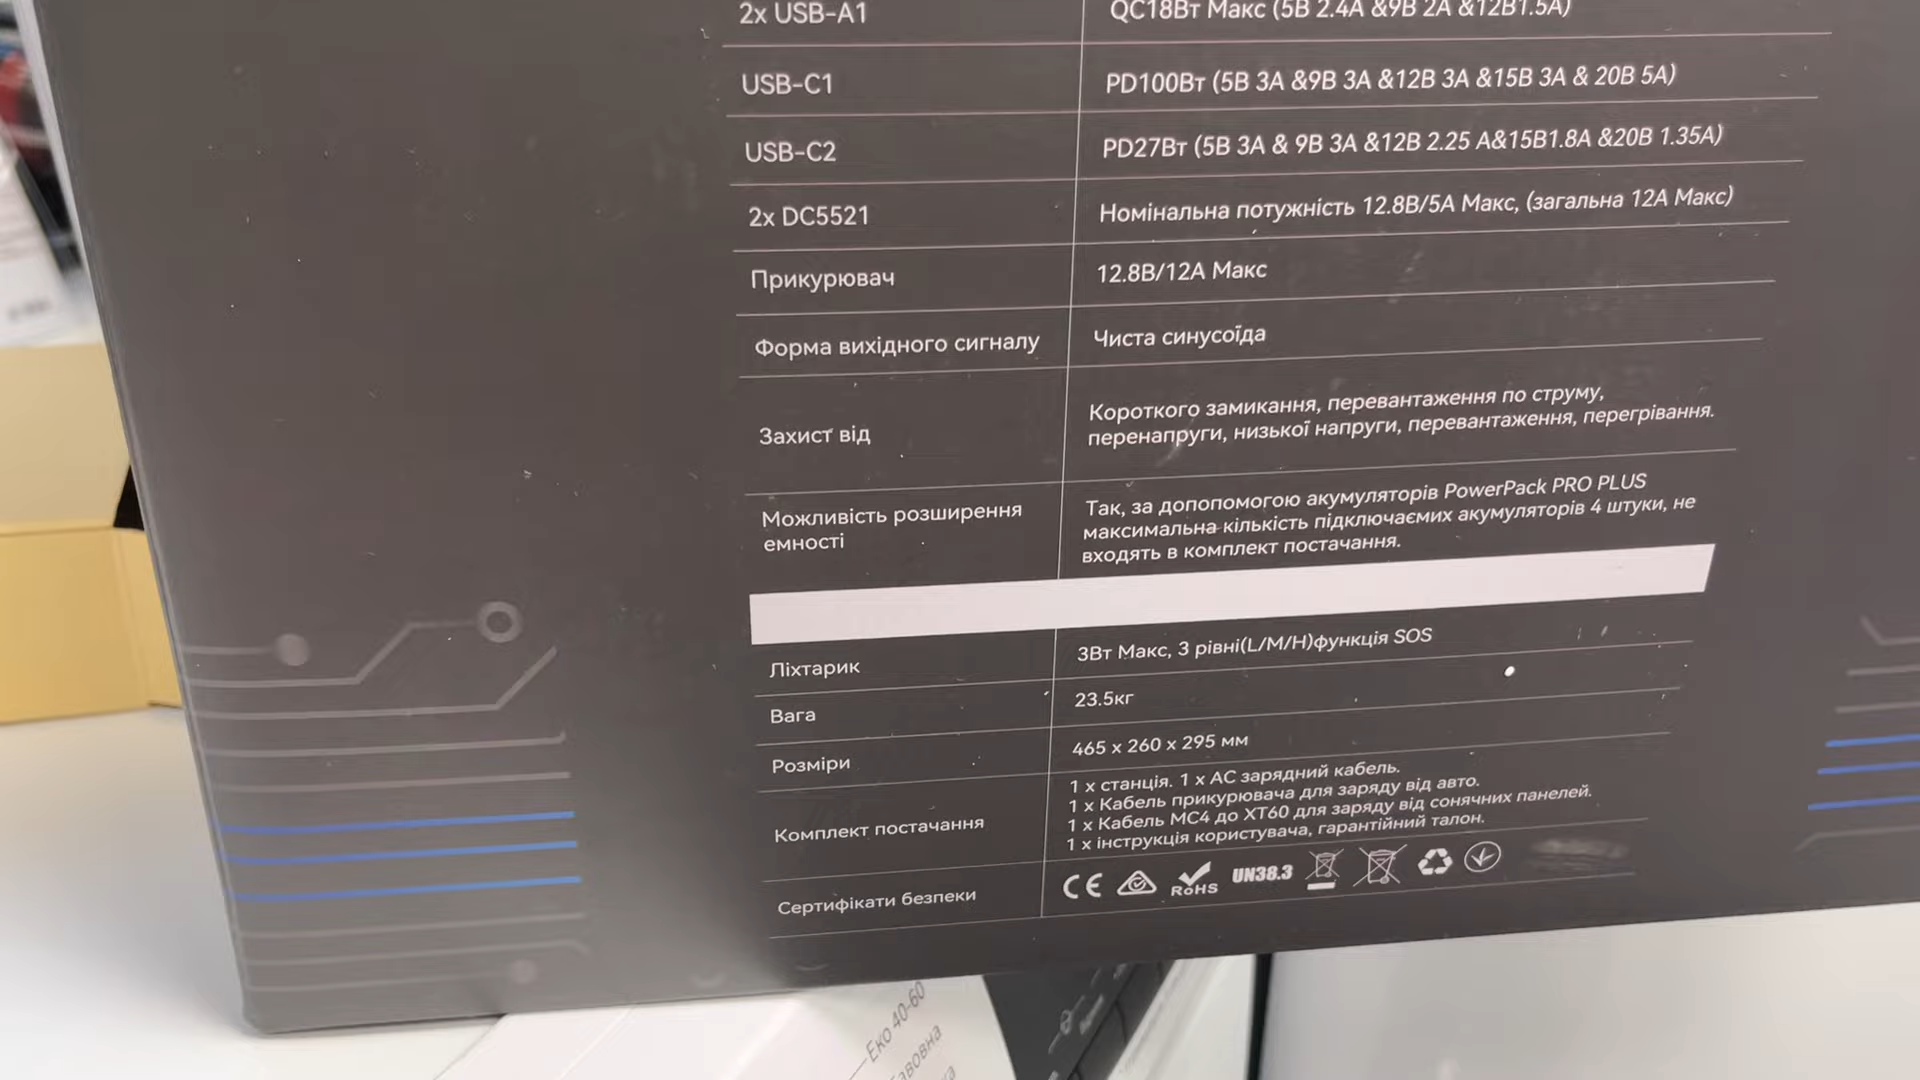 2x USB-A1
QC18Вт Макс (5В 2.4А &9В 2А &12В1.5А)
USB-C1
PD100Вт (5В 3А &9В 3А &12В 3А &15В 3А & 20В 5А)
USB-C2
PD27Вт (5В 3А & 9В 3А &12В 2.25 А&15В1.8А &20В 1.35А)
2x DC5521
Номінальна потужність 12.8В/5А Макс, (загальна 12А Макс)
Прикурювач
12.8В/12А Макс
Форма вихідного сигналу
Чиста синусоїда
Захист від
Короткого замикання, перевантаження по струму,
перенапруги, низької напруги, перевантаження, перегрівання.
Можливість розширення
емності
Так, за допопомогою акумуляторів PowerPack PRO PLUS
максимальна кількість підключаємих акумуляторів 4 штуки, не
входять в комплект постачання.
Ліхтарик
3Вт Макс, 3 рівні(L/M/H)функція SOS
Вага
23.5кг
Розміри
465 x 260 x 295 мм
Комплект постачання
1 x станція. 1 x АС зарядний кабель.
1 x Кабель прикурювача для заряду від авто.
1 x Кабель MC4 до XT60 для заряду від сонячних панелей.
1 x інструкція користувача, гарантійний талон.
Сертифікати безпеки
CE
RoHS
UN38.3
Еко 40-60